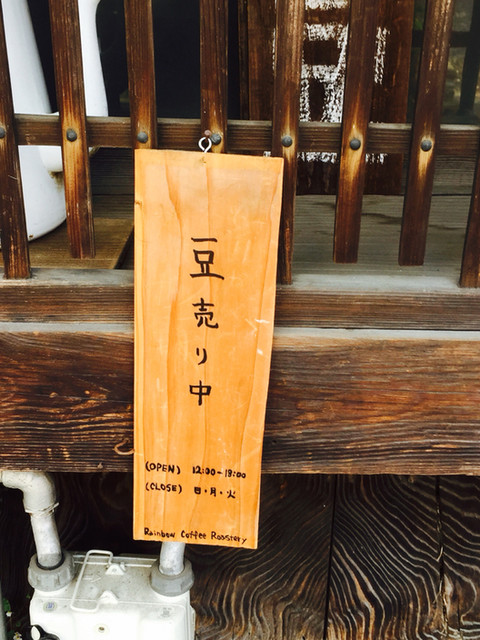 豆売り中
(OPEN) 12:00-18:00
(CLOSE) 日・月・火
Rainbow Coffee Roastery